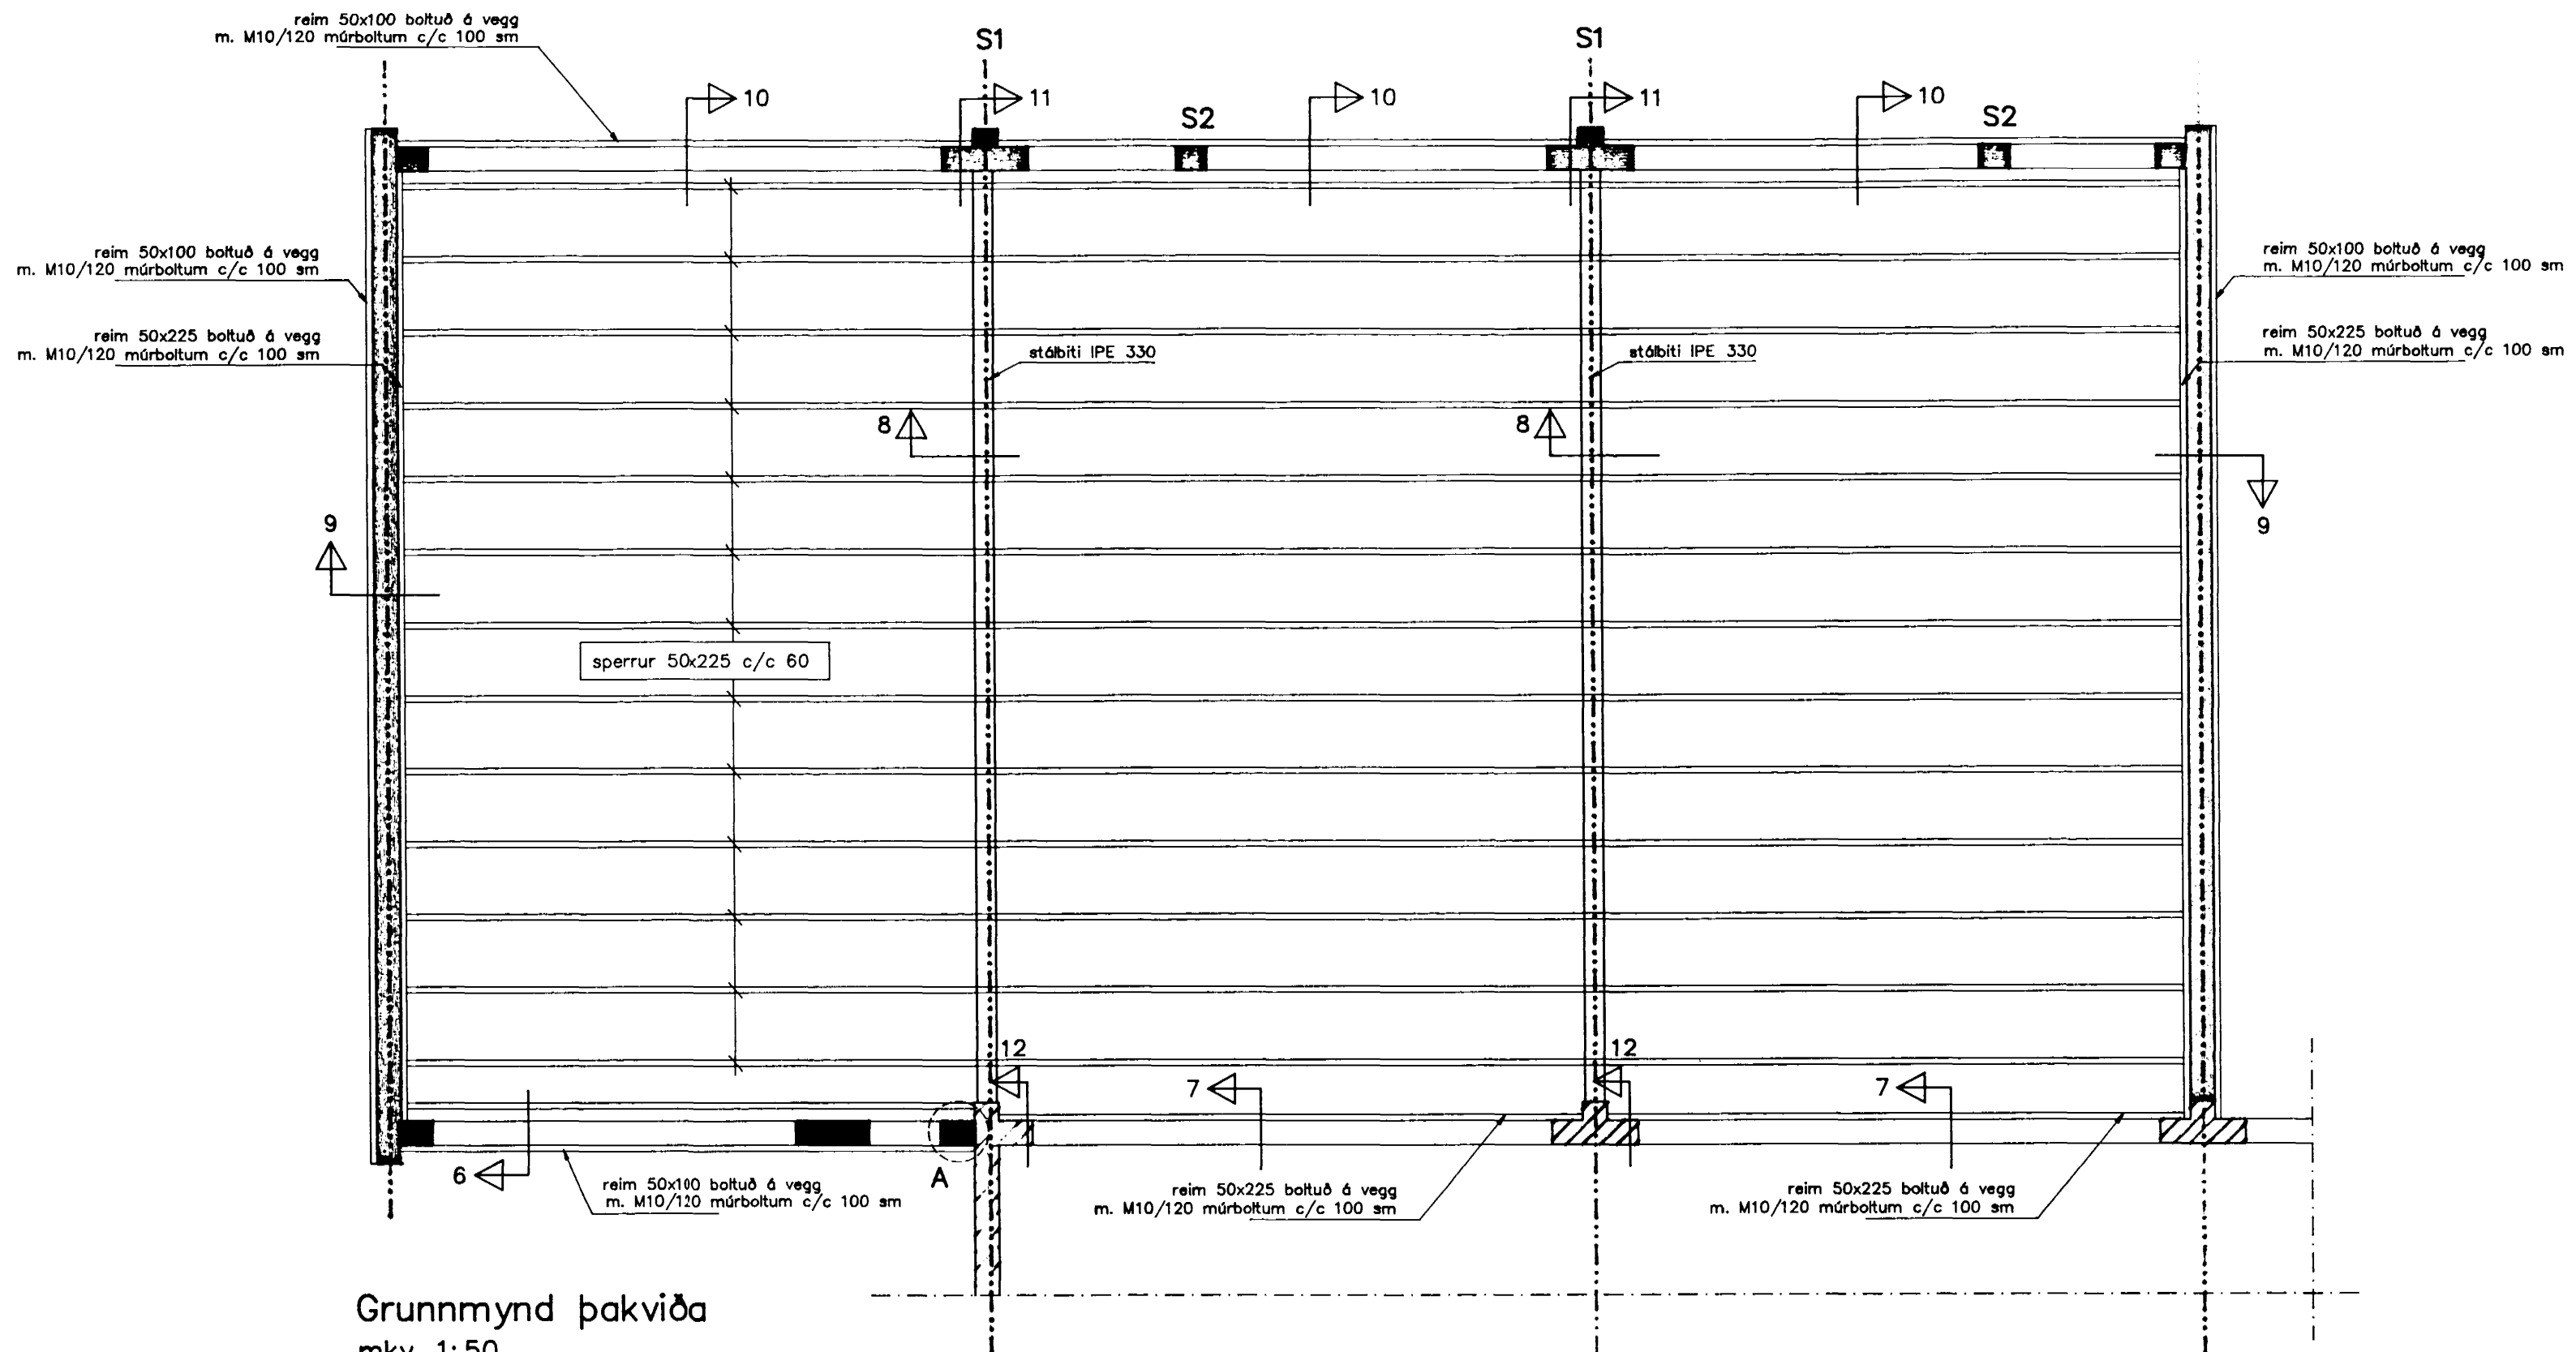 reim 50x100 boltuð á vegg
m. M10/120 múrboltum c/c 100 sm
S1
S1
10
11
10
11
10
S2
S2
reim 50x100 boltuð á vegg
m. M10/120 múrboltum c/c 100 sm
reim 50x100 boltuð á vegg
m. M10/120 múrboltum c/c 100 sm
reim 50x225 boltuð á vegg
m. M10/120 múrboltum c/c 100 sm
stálbiti IPE 330
stálbiti IPE 330
reim 50x225 boltuð á vegg
m. M10/120 múrboltum c/c 100 sm
8
8
9
9
sperrur 50x225 c/c 60
12
12
7
7
6
A
reim 50x100 boltuð á vegg
m. M10/120 múrboltum c/c 100 sm
reim 50x225 boltuð á vegg
m. M10/120 múrboltum c/c 100 sm
reim 50x225 boltuð á vegg
m. M10/120 múrboltum c/c 100 sm
Grunnmynd þakviða
mkv. 1:50